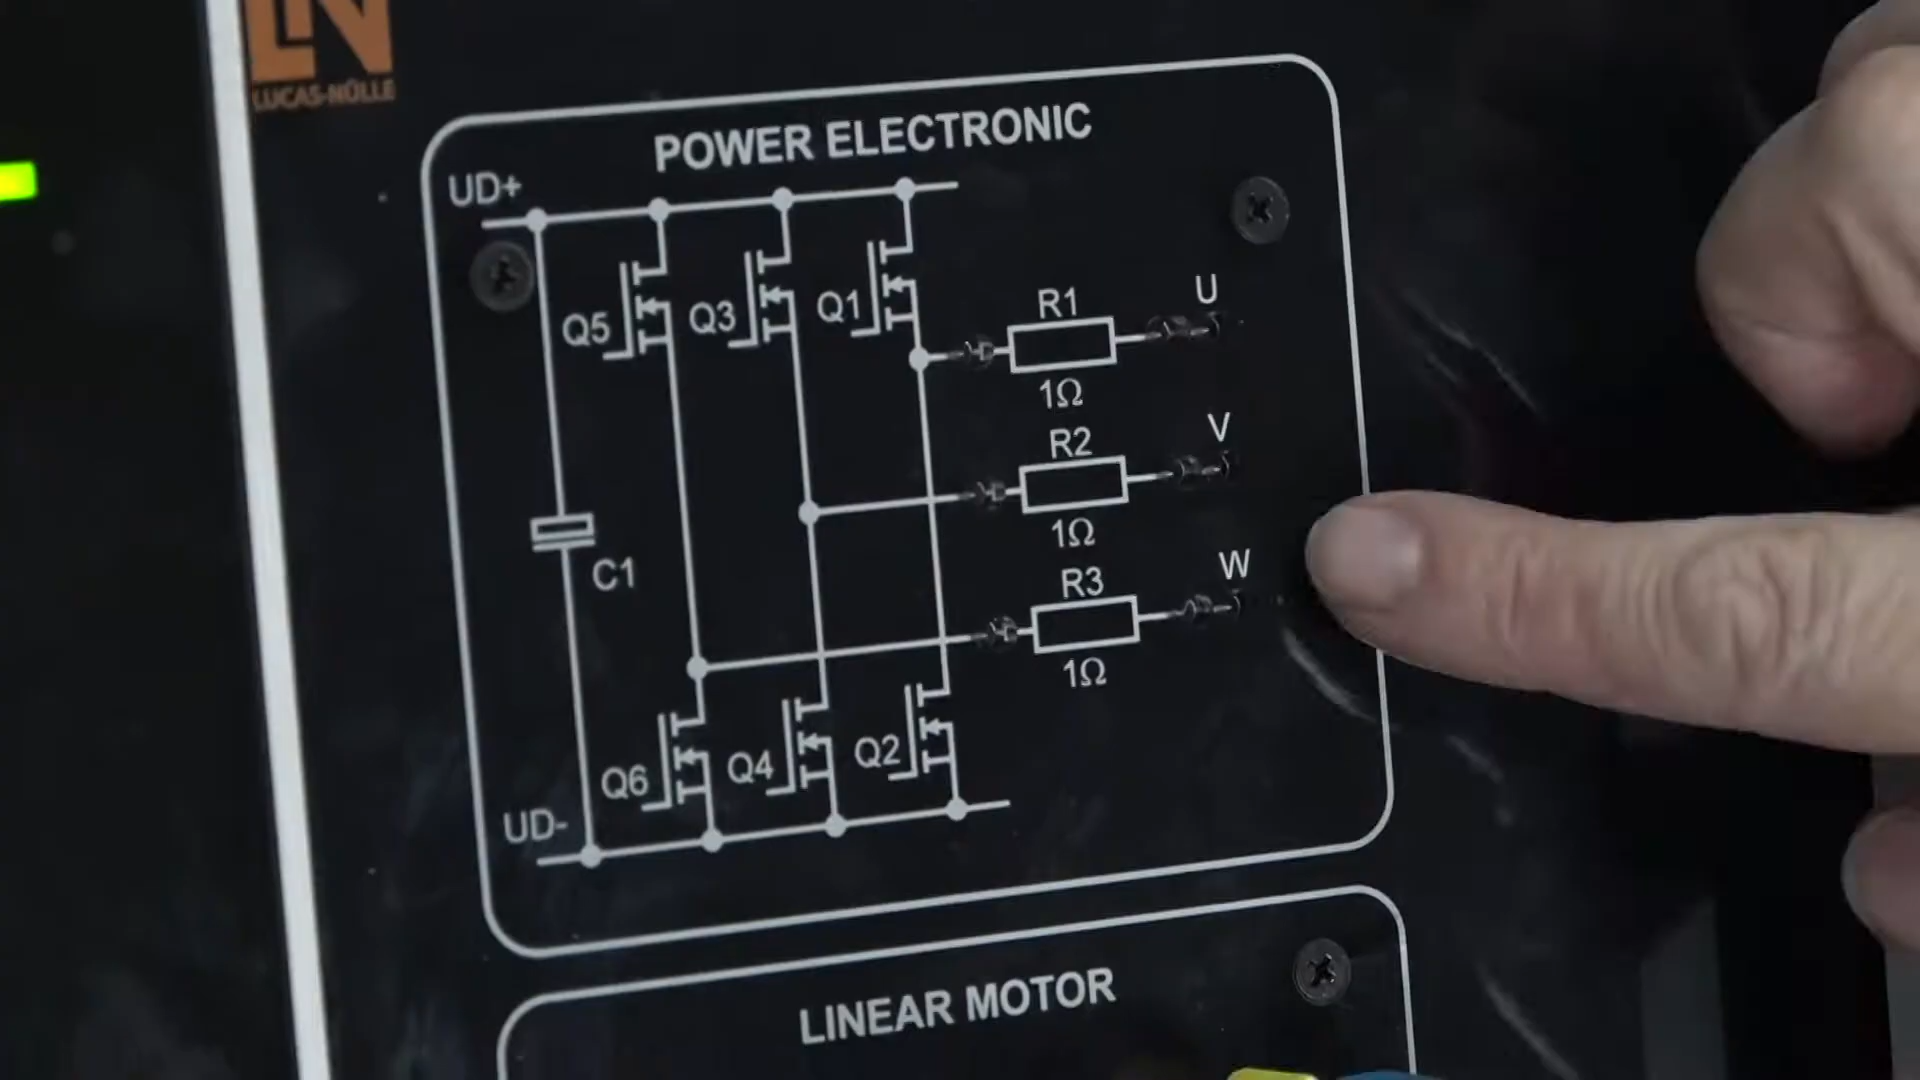 LN
LUCAS-NÜLLE
POWER ELECTRONIC
UD+
Q5
Q3
Q1
R1
U
1Ω
R2
V
1Ω
C1
R3
W
1Ω
Q6
Q4
Q2
UD-
LINEAR MOTOR